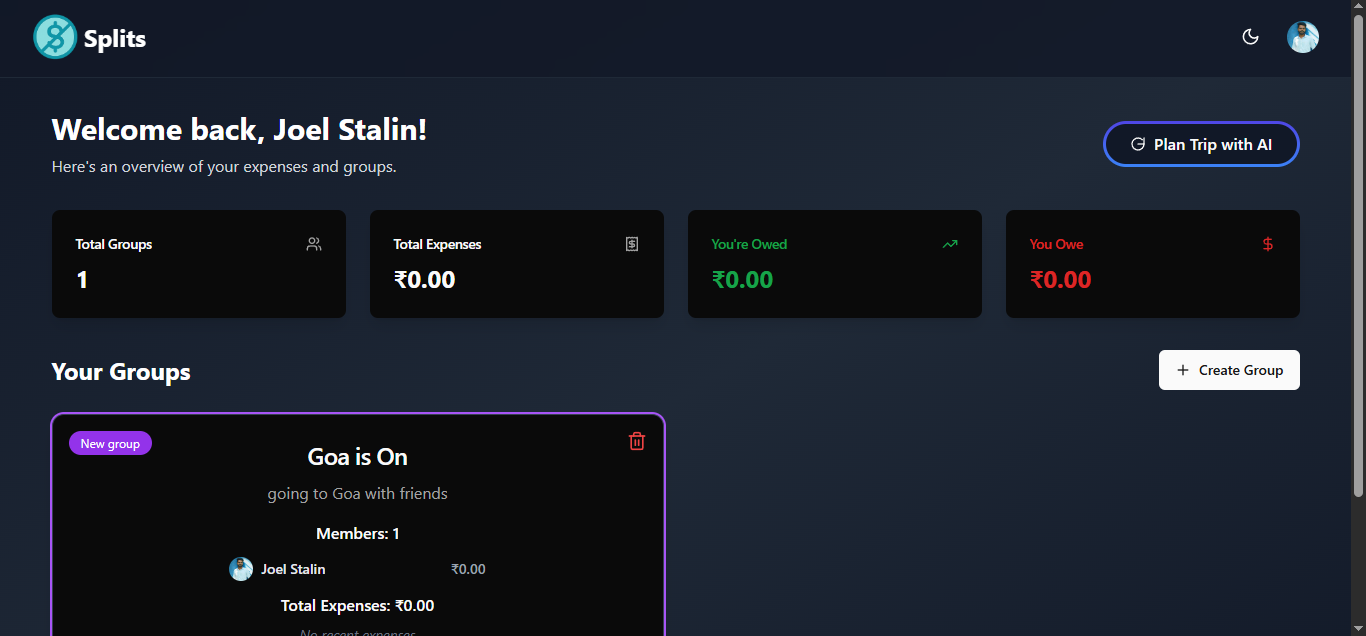 Splits
Welcome back, Joel Stalin!
Here's an overview of your expenses and groups.
Plan Trip with AI
Total Groups
1
Total Expenses
₹0.00
You're Owed
₹0.00
You Owe
₹0.00
Your Groups
Create Group
New group
Goa is On
going to Goa with friends
Members: 1
Joel Stalin ₹0.00
Total Expenses: ₹0.00
No recent expenses